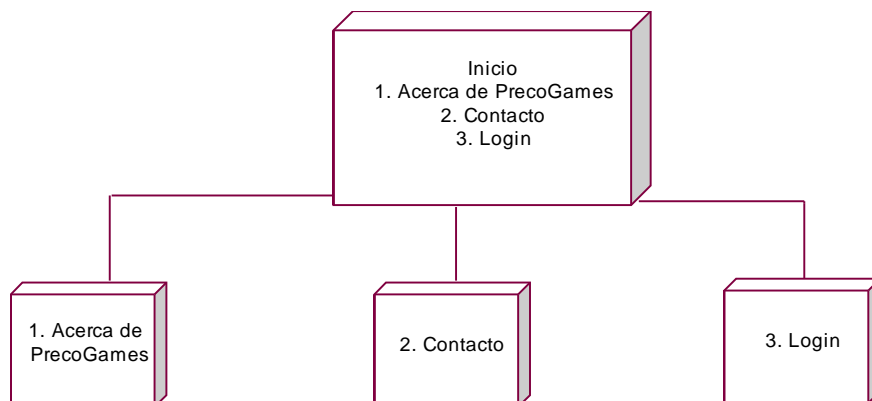 Inicio
1. Acerca de PrecoGames
2. Contacto
3. Login
1. Acerca de
PrecoGames
2. Contacto
3. Login